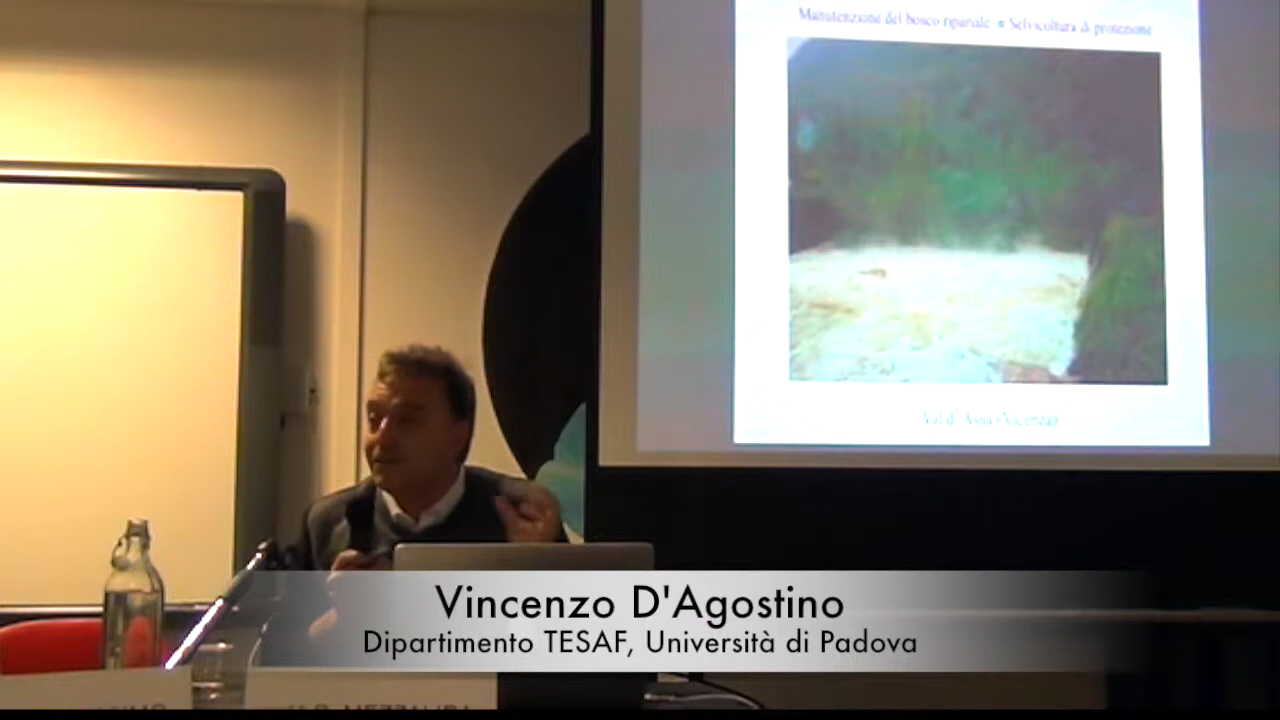 Manutenzione del bosco ripariale = Selvicoltura di protezione
Val d'Assa (Vicenza)
Vincenzo D'Agostino
Dipartimento TESAF, Università di Padova